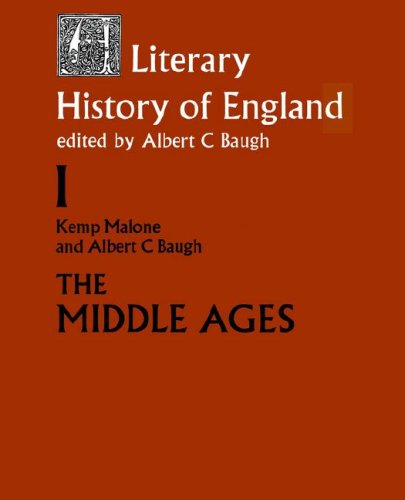 A Literary
History of England
edited by Albert C Baugh
I
Kemp Malone
and Albert C Baugh
THE
MIDDLE AGES